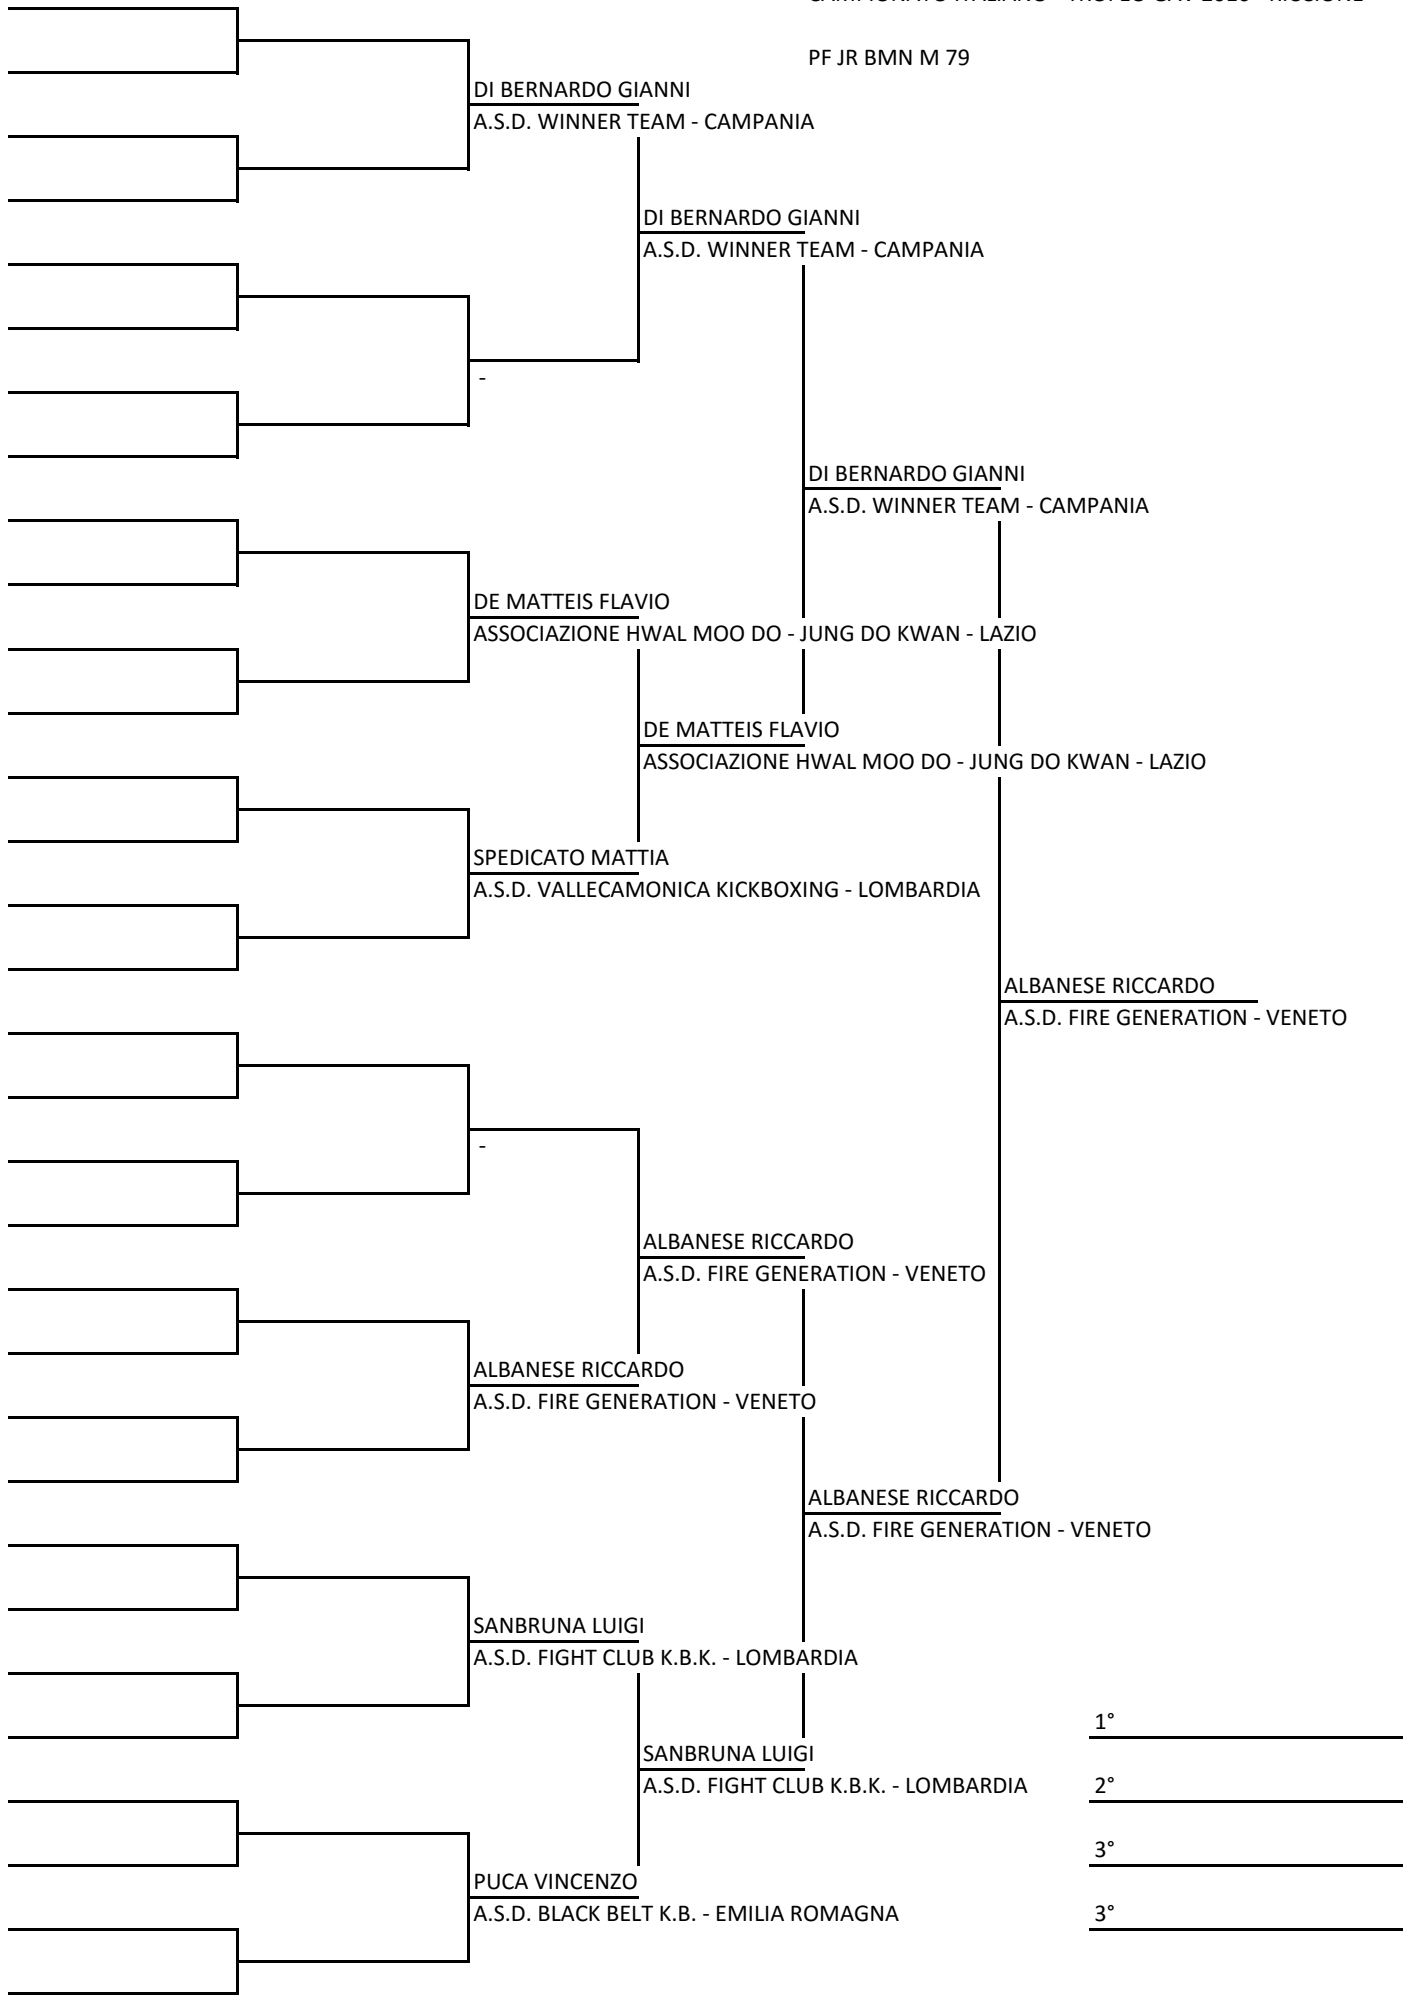 PF JR BMN M 79
DI BERNARDO GIANNI
A.S.D. WINNER TEAM - CAMPANIA
DI BERNARDO GIANNI
A.S.D. WINNER TEAM - CAMPANIA
-
DI BERNARDO GIANNI
A.S.D. WINNER TEAM - CAMPANIA
DE MATTEIS FLAVIO
ASSOCIAZIONE HWAL MOO DO - JUNG DO KWAN - LAZIO
DE MATTEIS FLAVIO
ASSOCIAZIONE HWAL MOO DO - JUNG DO KWAN - LAZIO
SPEDICATO MATTIA
A.S.D. VALLECAMONICA KICKBOXING - LOMBARDIA
ALBANESE RICCARDO
A.S.D. FIRE GENERATION - VENETO
-
ALBANESE RICCARDO
A.S.D. FIRE GENERATION - VENETO
ALBANESE RICCARDO
A.S.D. FIRE GENERATION - VENETO
ALBANESE RICCARDO
A.S.D. FIRE GENERATION - VENETO
SANBRUNA LUIGI
A.S.D. FIGHT CLUB K.B.K. - LOMBARDIA
1°
SANBRUNA LUIGI
A.S.D. FIGHT CLUB K.B.K. - LOMBARDIA
2°
3°
PUCA VINCENZO
A.S.D. BLACK BELT K.B. - EMILIA ROMAGNA
3°